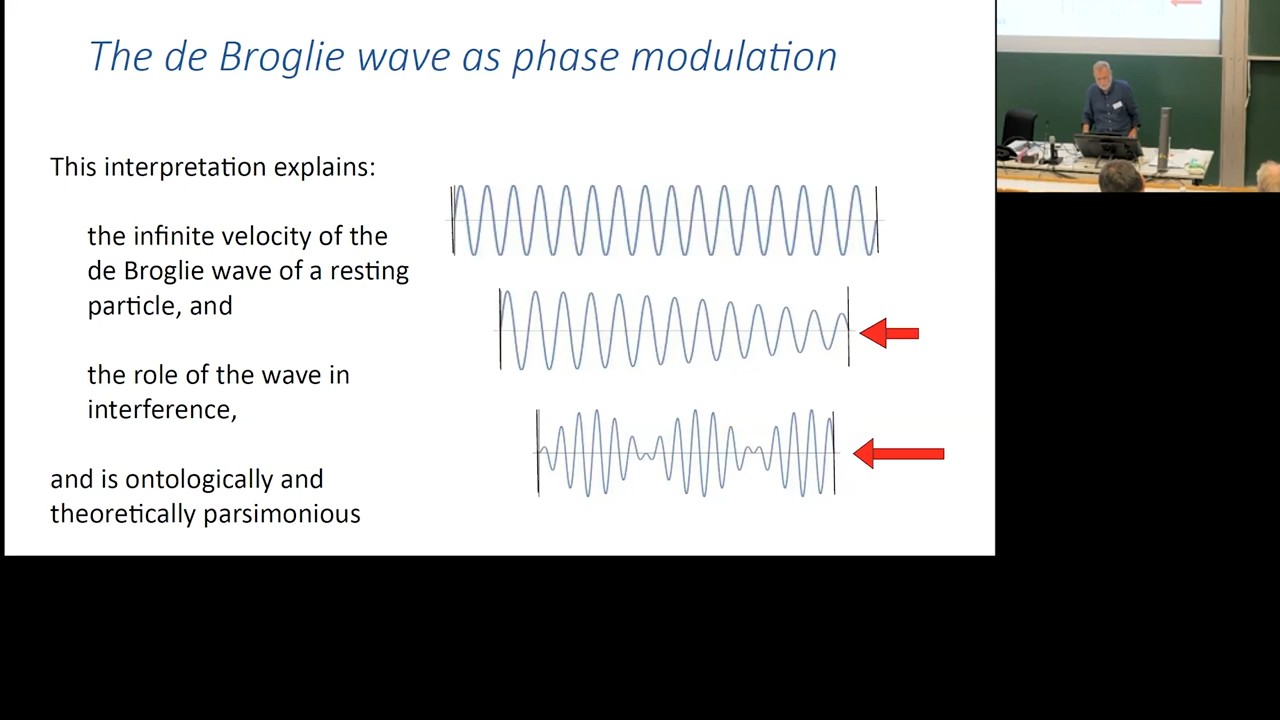 The de Broglie wave as phase modulation
This interpretation explains:
the infinite velocity of the
de Broglie wave of a resting
particle, and
the role of the wave in
interference,
and is ontologically and
theoretically parsimonious